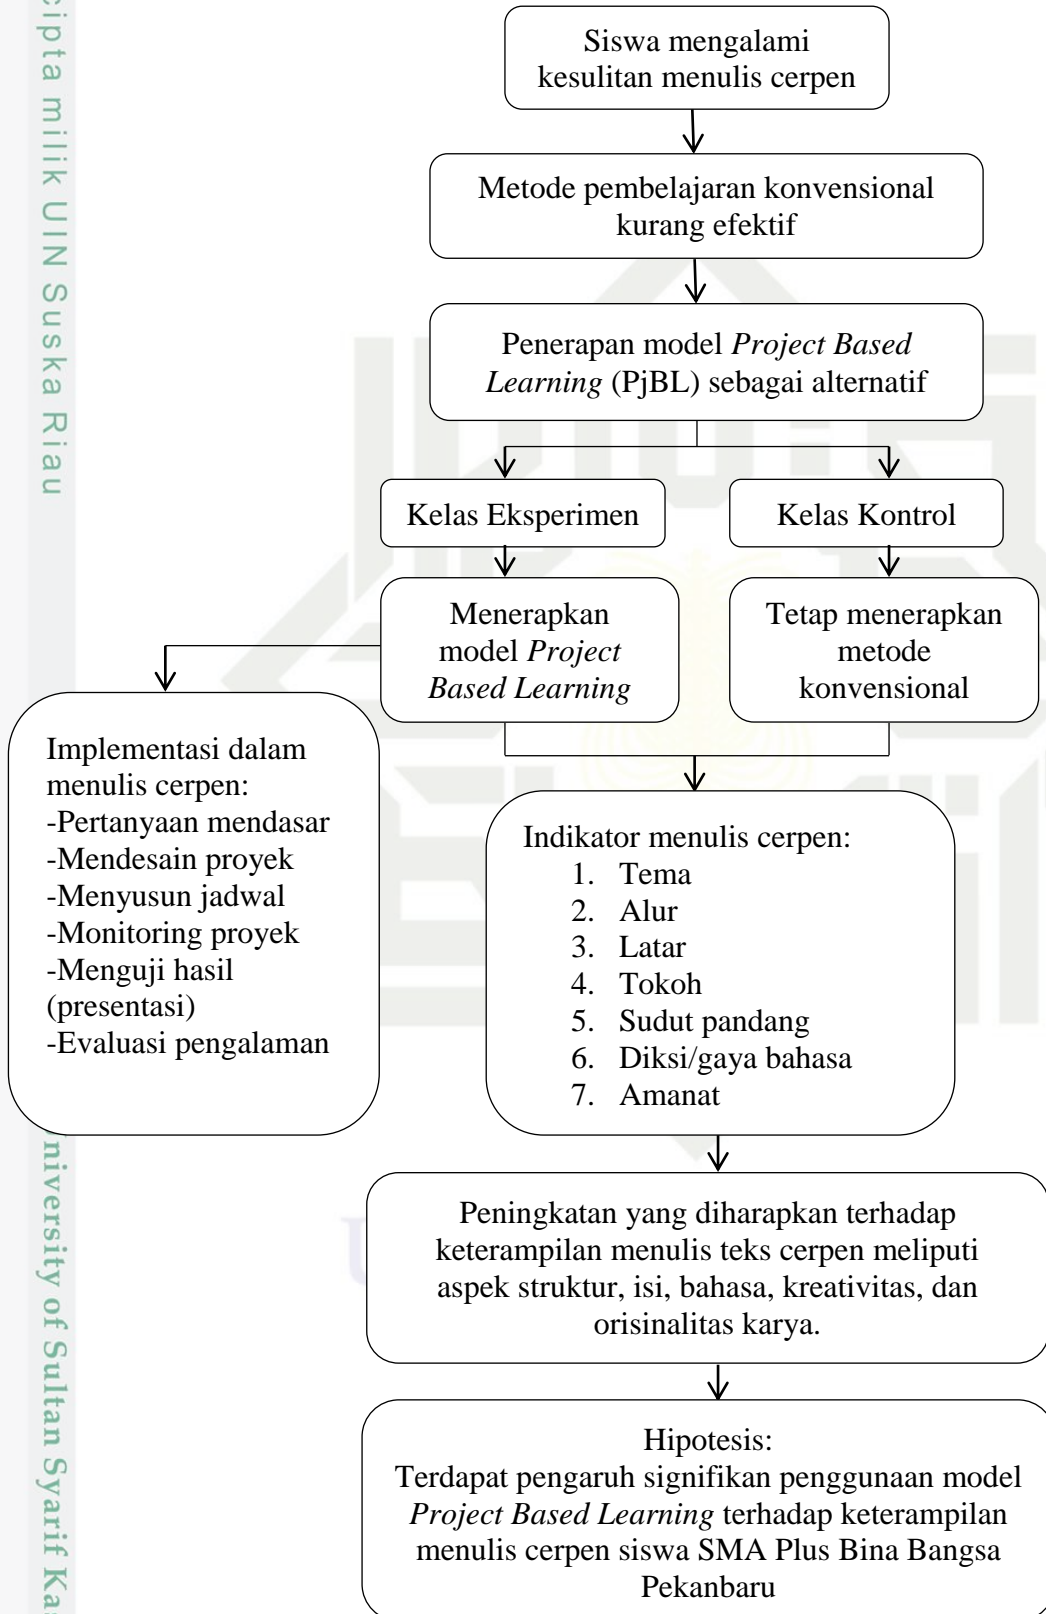 Siswa mengalami
kesulitan menulis cerpen
Metode pembelajaran konvensional
kurang efektif
Penerapan model Project Based
Learning (PjBL) sebagai alternatif
Kelas Eksperimen
Kelas Kontrol
Menerapkan
model Project
Based Learning
Tetap menerapkan
metode
konvensional
Implementasi dalam
menulis cerpen:
-Pertanyaan mendasar
-Mendesain proyek
-Menyusun jadwal
-Monitoring proyek
-Menguji hasil
(presentasi)
-Evaluasi pengalaman
Indikator menulis cerpen:
1. Tema
2. Alur
3. Latar
4. Tokoh
5. Sudut pandang
6. Diksi/gaya bahasa
7. Amanat
Peningkatan yang diharapkan terhadap
keterampilan menulis teks cerpen meliputi
aspek struktur, isi, bahasa, kreativitas, dan
orisinalitas karya.
Hipotesis:
Terdapat pengaruh signifikan penggunaan model
Project Based Learning terhadap keterampilan
menulis cerpen siswa SMA Plus Bina Bangsa
Pekanbaru
cipta milik UIN Suska Riau
niversity of Sultan Syarif Kas